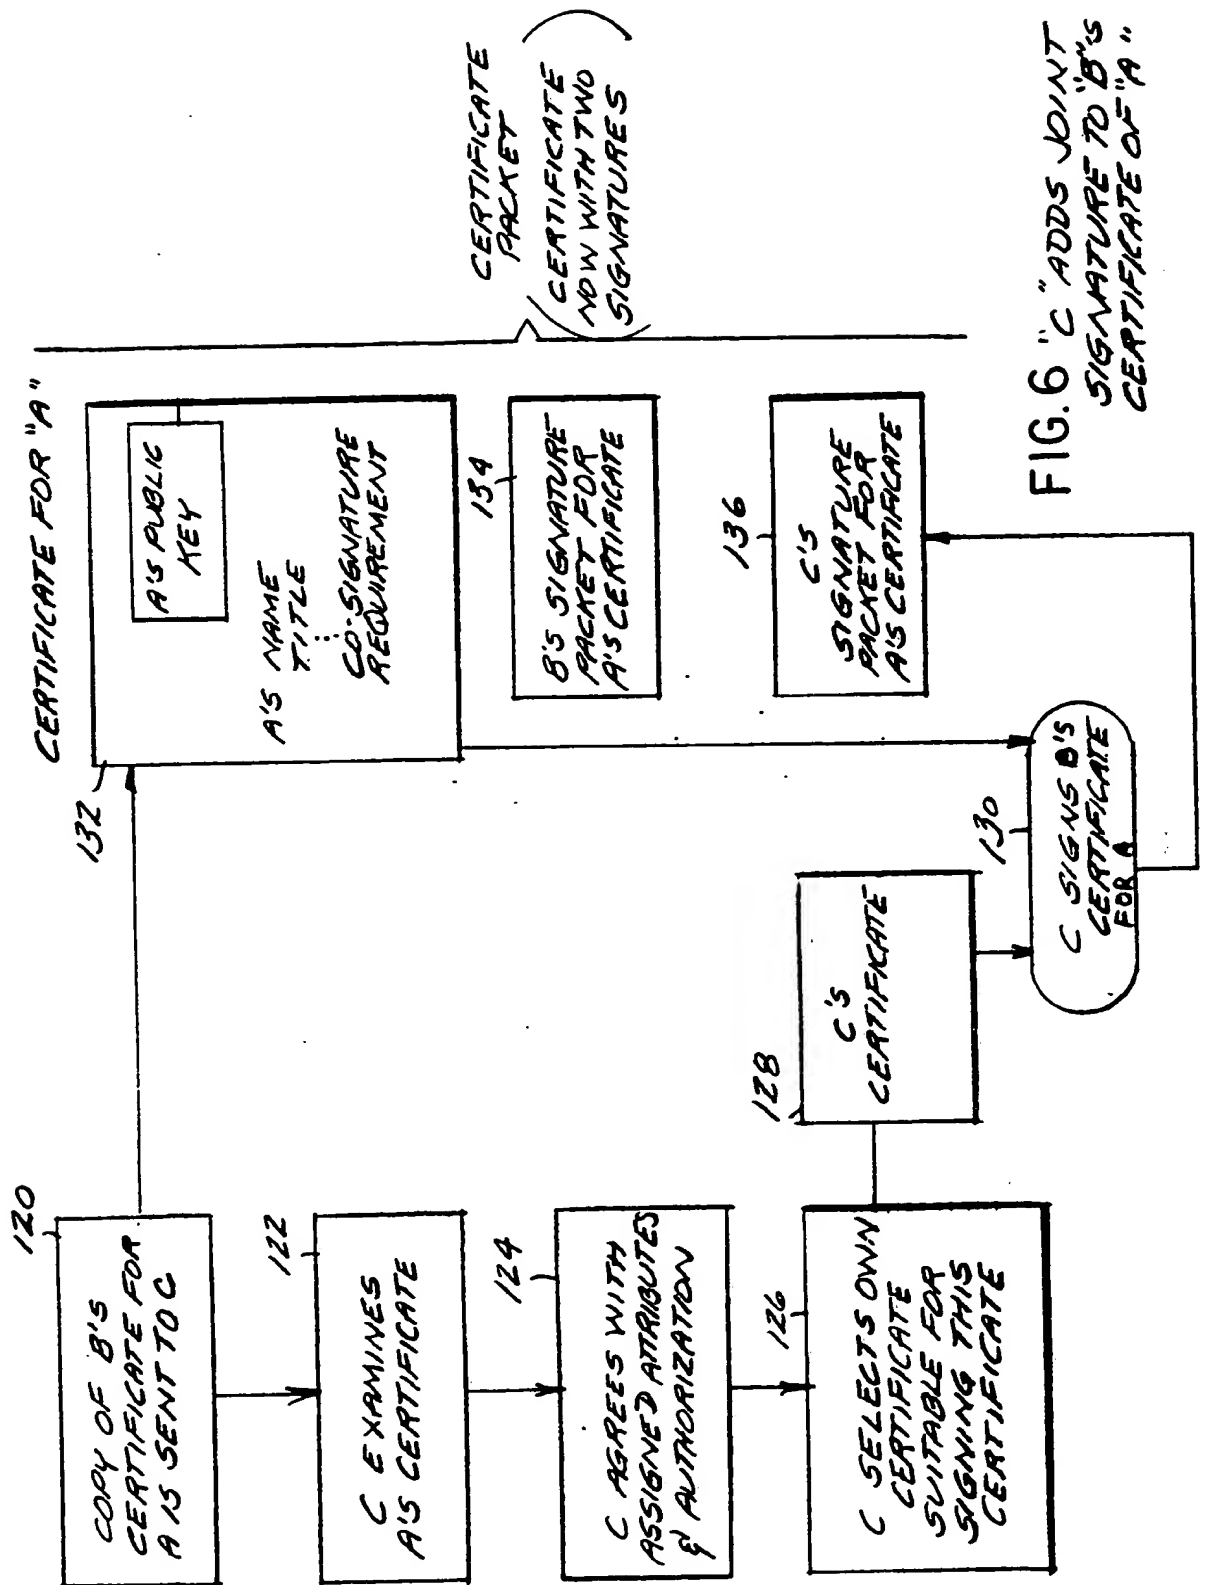 120
COPY OF B'S
CERTIFICATE FOR
A IS SENT TO C
122
C EXAMINES
A'S CERTIFICATE
124
C AGREES WITH
ASSIGNED ATTRIBUTES
& AUTHORIZATION
126
C SELECTS OWN
CERTIFICATE
SUITABLE FOR
SIGNING THIS
CERTIFICATE
128
C'S
CERTIFICATE
130
C SIGNS B'S
CERTIFICATE
FOR A
CERTIFICATE FOR "A"
132
A'S PUBLIC
KEY
A'S NAME
TITLE
⋮
CO-SIGNATURE
REQUIREMENT
134
B'S SIGNATURE
PACKET FOR
A'S CERTIFICATE
136
C'S
SIGNATURE
PACKET FOR
A'S CERTIFICATE
CERTIFICATE
PACKET
(CERTIFICATE
NOW WITH TWO
SIGNATURES)
FIG. 6 "C" ADDS JOINT
SIGNATURE TO "B"'S
CERTIFICATE OF "A"